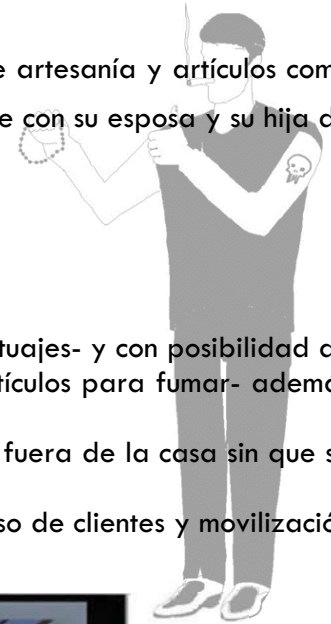 e artesanía y artículos com
e con su esposa y su hija d
tuajes- y con posibilidad d
tículos para fumar- ademá
fuera de la casa sin que s
so de clientes y movilizació